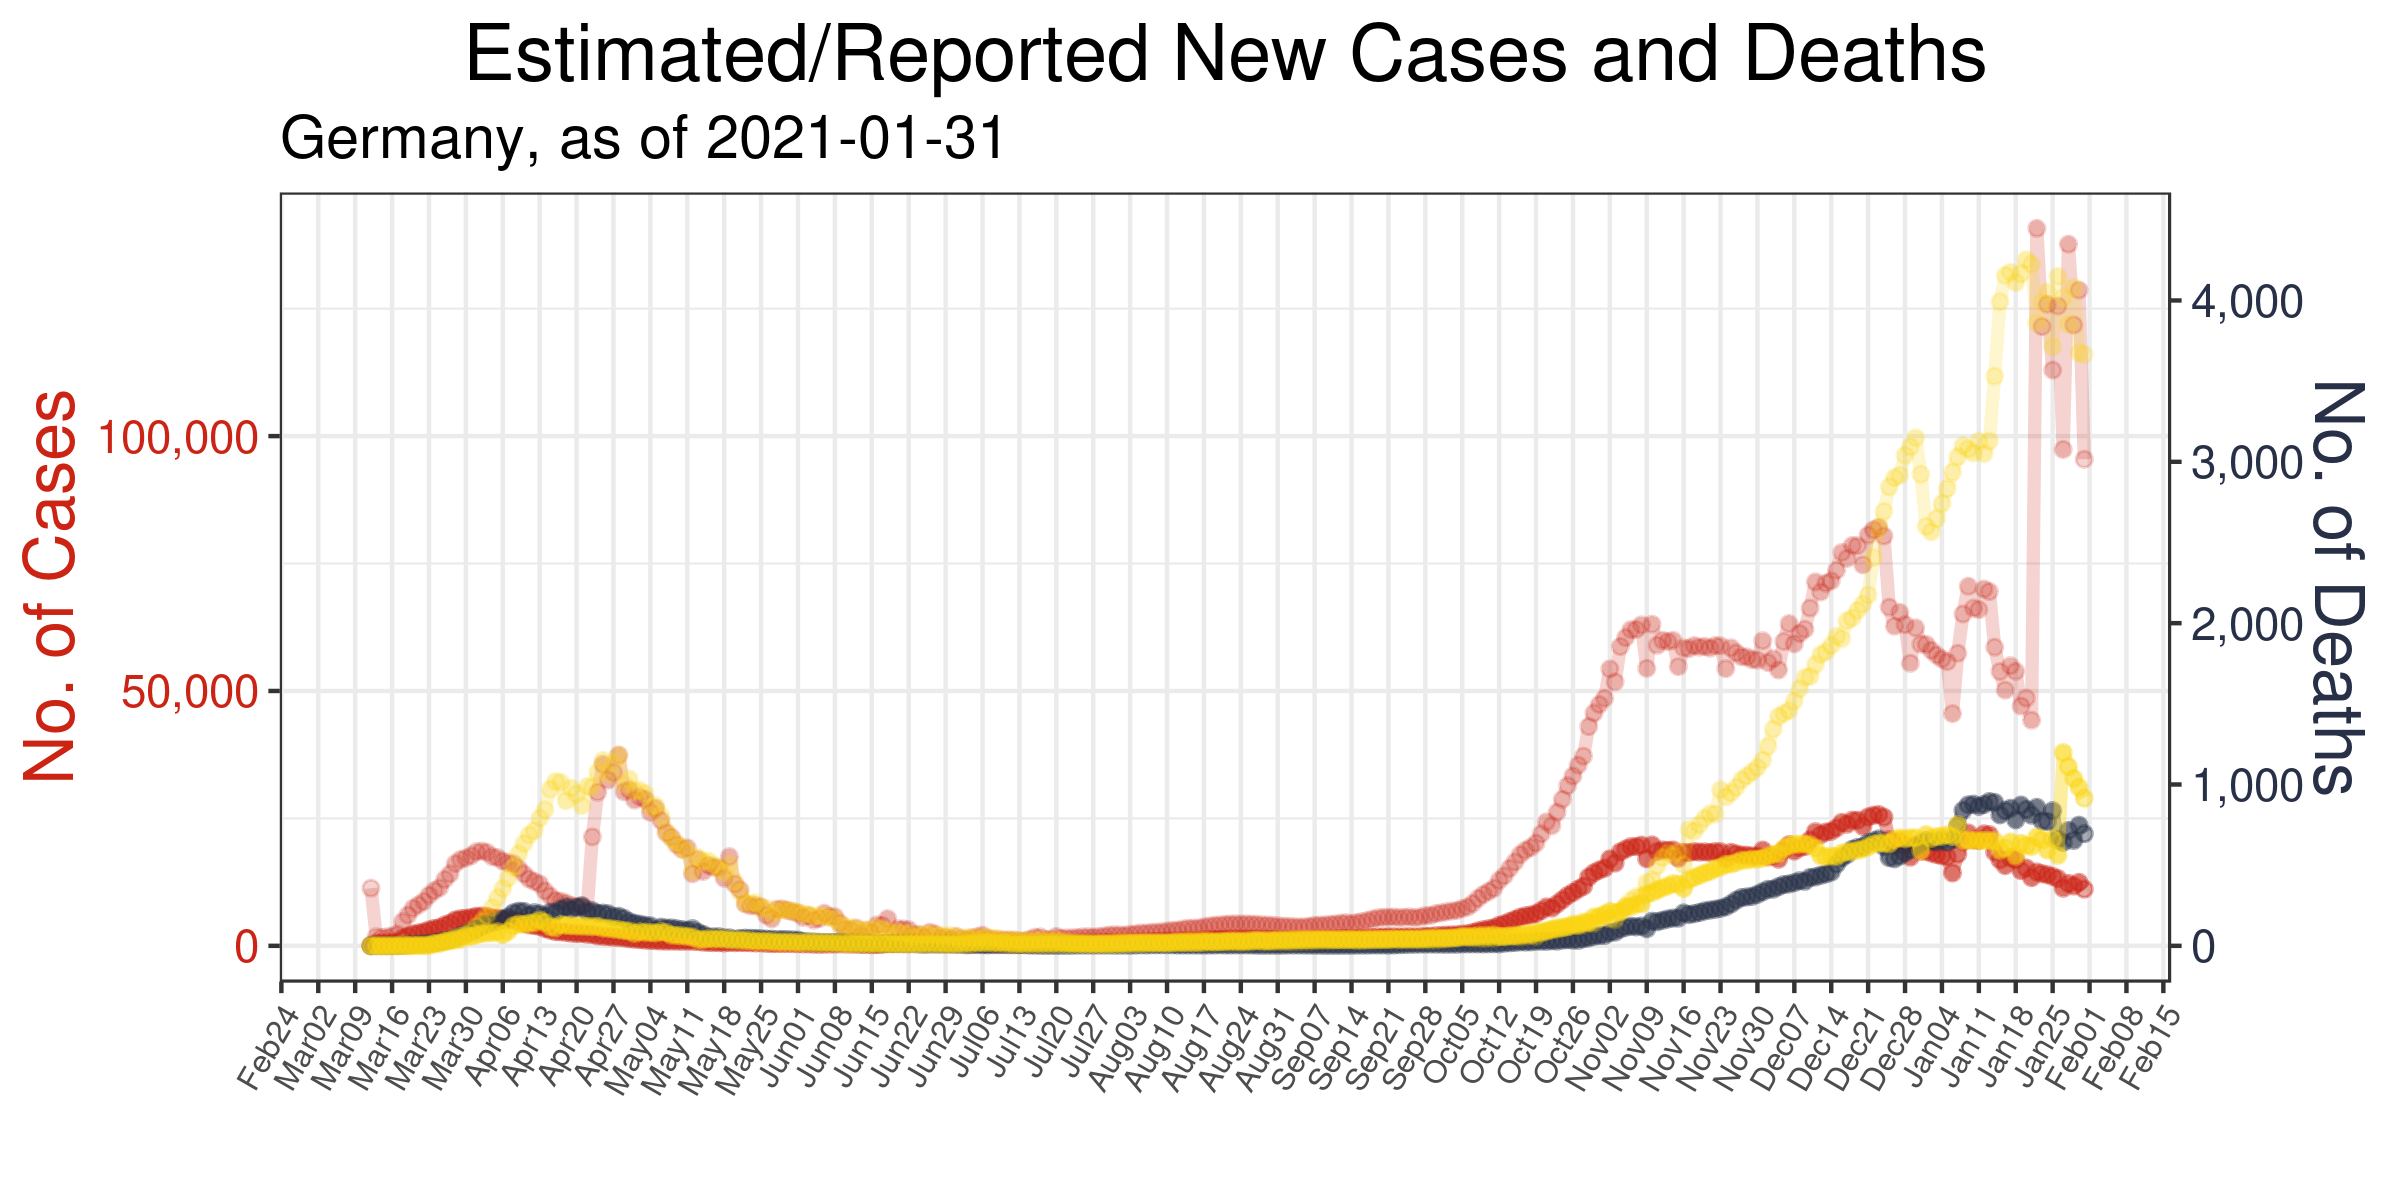 Estimated/Reported New Cases and Deaths
Germany, as of 2021-01-31
No. of Cases
100,000
50,000
0
4,000
3,000
2,000
1,000
0
No. of Deaths
Feb24
Mar02
Mar09
Mar16
Mar23
Mar30
Apr06
Apr13
Apr20
Apr27
May04
May11
May18
May25
Jun01
Jun08
Jun15
Jun22
Jun29
Jul06
Jul13
Jul20
Jul27
Aug03
Aug10
Aug17
Aug24
Aug31
Sep07
Sep14
Sep21
Sep28
Oct05
Oct12
Oct19
Oct26
Nov02
Nov09
Nov16
Nov23
Nov30
Dec07
Dec14
Dec21
Dec28
Jan04
Jan11
Jan18
Jan25
Feb01
Feb08
Feb15